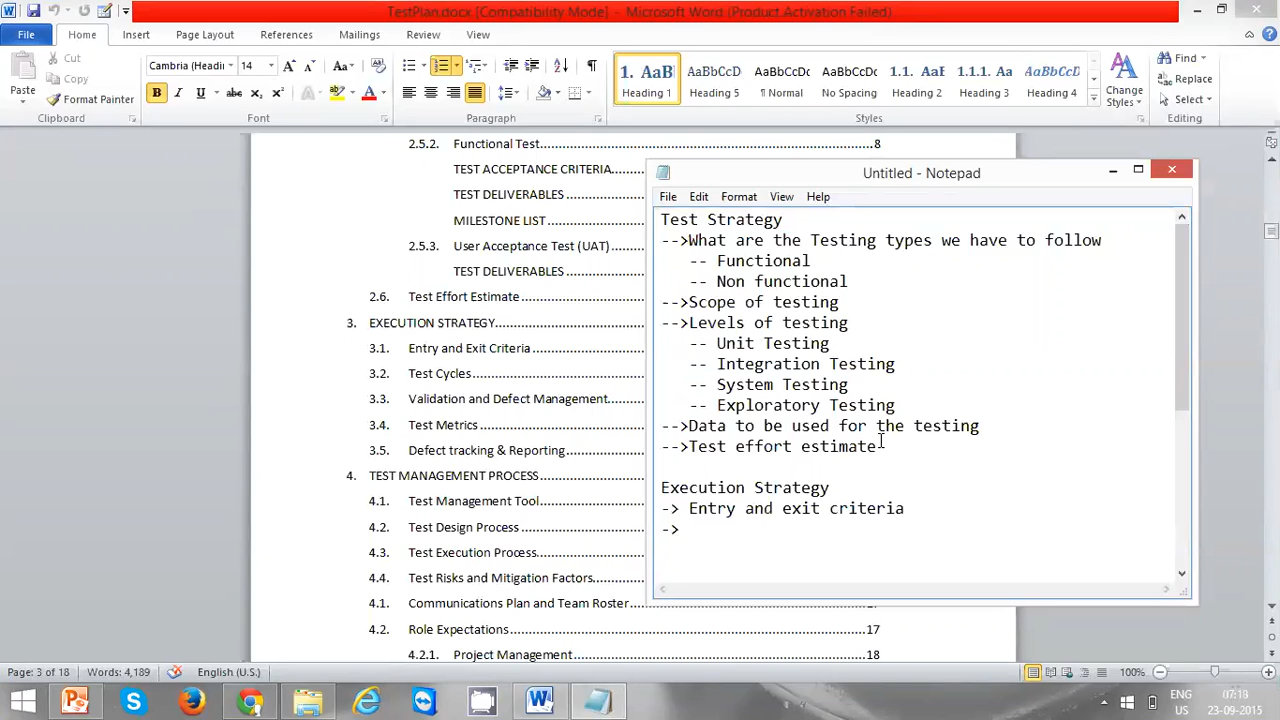 TestPlan.docx [Compatibility Mode] - Microsoft Word (Product Activation Failed)
File Home Insert Page Layout References Mailings Review View
Paste Cut Copy Format Painter
Cambria (Headin 14 Aa
B I U abc x₂ x² A A
1. AaB AaBbCcD AaBbCcD AaBbCcD 1.1. AaB 1.1.1. Aa AaBbCcD
Heading 1 Heading 5 ¶ Normal No Spacing Heading 2 Heading 3 Heading 4
Change Styles
Find
Replace
Select
Clipboard Font Paragraph Styles Editing
2.5.2. Functional Test 8
TEST ACCEPTANCE CRITERIA
TEST DELIVERABLES
MILESTONE LIST
2.5.3. User Acceptance Test (UAT)
TEST DELIVERABLES
2.6. Test Effort Estimate
3. EXECUTION STRATEGY
3.1. Entry and Exit Criteria
3.2. Test Cycles
3.3. Validation and Defect Management
3.4. Test Metrics
3.5. Defect tracking & Reporting
4. TEST MANAGEMENT PROCESS
4.1. Test Management Tool
4.2. Test Design Process
4.3. Test Execution Process
4.4. Test Risks and Mitigation Factors
4.1. Communications Plan and Team Roster
4.2. Role Expectations 17
4.2.1. Project Management 18
Untitled - Notepad
File Edit Format View Help
Test Strategy
-->What are the Testing types we have to follow
-- Functional
-- Non functional
-->Scope of testing
-->Levels of testing
-- Unit Testing
-- Integration Testing
-- System Testing
-- Exploratory Testing
-->Data to be used for the testing
-->Test effort estimate
Execution Strategy
-> Entry and exit criteria
->
Page: 3 of 18 Words: 4,189 English (U.S.) 100%
ENG 07:18
US 23-09-2015